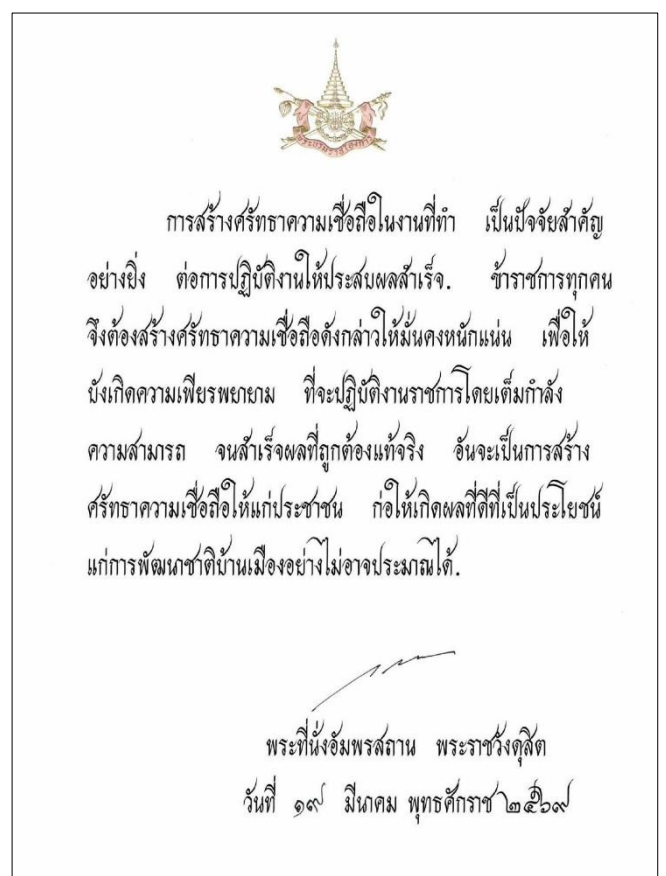 พระบรมราชโองการ
การสร้างศรัทธาความเชื่อถือในงานที่ทำ เป็นปัจจัยสำคัญ
อย่างยิ่ง ต่อการปฏิบัติงานให้ประสบผลสำเร็จ. ข้าราชการทุกคน
จึงต้องสร้างศรัทธาความเชื่อถือดังกล่าวให้มั่นคงหนักแน่น เพื่อให้
บังเกิดความเพียรพยายาม ที่จะปฏิบัติงานราชการโดยเต็มกำลัง
ความสามารถ จนสำเร็จผลที่ถูกต้องแท้จริง อันจะเป็นการสร้าง
ศรัทธาความเชื่อถือให้แก่ประชาชน ก่อให้เกิดผลที่ดีที่เป็นประโยชน์
แก่การพัฒนาชาติบ้านเมืองอย่างไม่อาจประมาณได้.
พระที่นั่งอัมพรสถาน พระราชวังดุสิต
วันที่ ๑๙ มีนาคม พุทธศักราช ๒๕๖๙